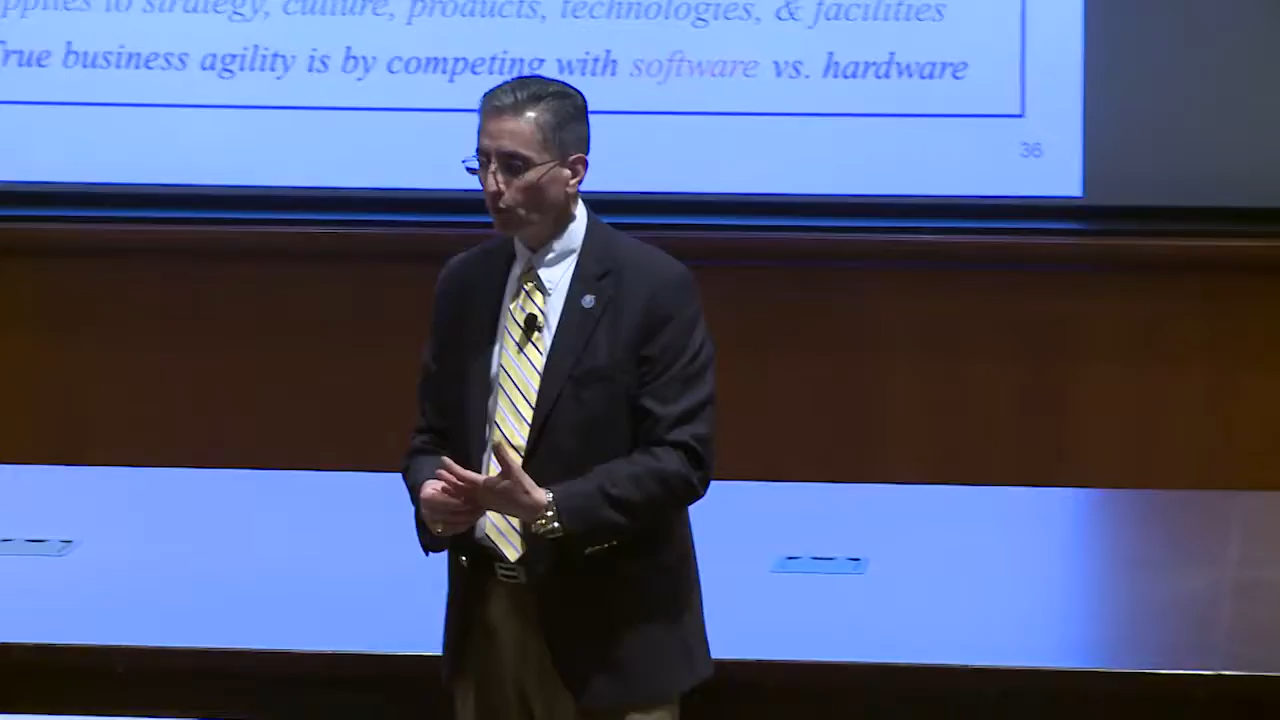 pplies to strategy, culture, products, technologies, & facilities
True business agility is by competing with software vs. hardware
36